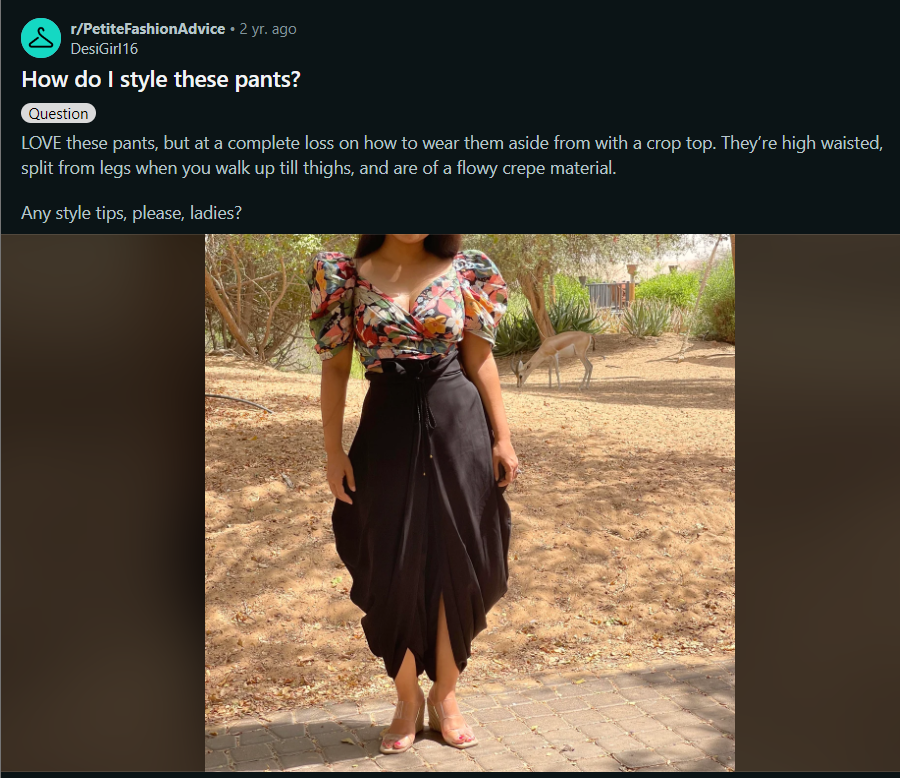 r/PetiteFashionAdvice • 2 yr. ago
DesiGirl16
How do I style these pants?
Question
LOVE these pants, but at a complete loss on how to wear them aside from with a crop top. They’re high waisted,
split from legs when you walk up till thighs, and are of a flowy crepe material.
Any style tips, please, ladies?